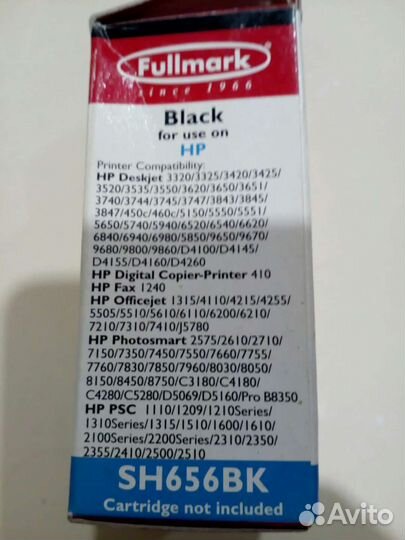 Fullmark
since 1966
Black
for use on
HP
Printer Compatibility:
HP Deskjet 3320/3325/3420/3425/
3520/3535/3550/3620/3650/3651/
3740/3744/3745/3747/3843/3845/
3847/450c/460c/5150/5550/5551/
5650/5740/5940/6520/6540/6620/
6840/6940/6980/5850/9650/9670/
9680/9800/9860/D4100/D4145/
D4155/D4160/D4260
HP Digital Copier-Printer 410
HP Fax 1240
HP Officejet 1315/4110/4215/4255/
5505/5510/5610/6110/6200/6210/
7210/7310/7410/J5780
HP Photosmart 2575/2610/2710/
7150/7350/7450/7550/7660/7755/
7760/7830/7850/7960/8030/8050/
8150/8450/8750/C3180/C4180/
C4280/C5280/D5069/D5160/Pro B8350
HP PSC 1110/1209/1210Series/
1310Series/1315/1510/1600/1610/
2100Series/2200Series/2310/2350/
2355/2410/2500/2510
SH656BK
Cartridge not included
Avito